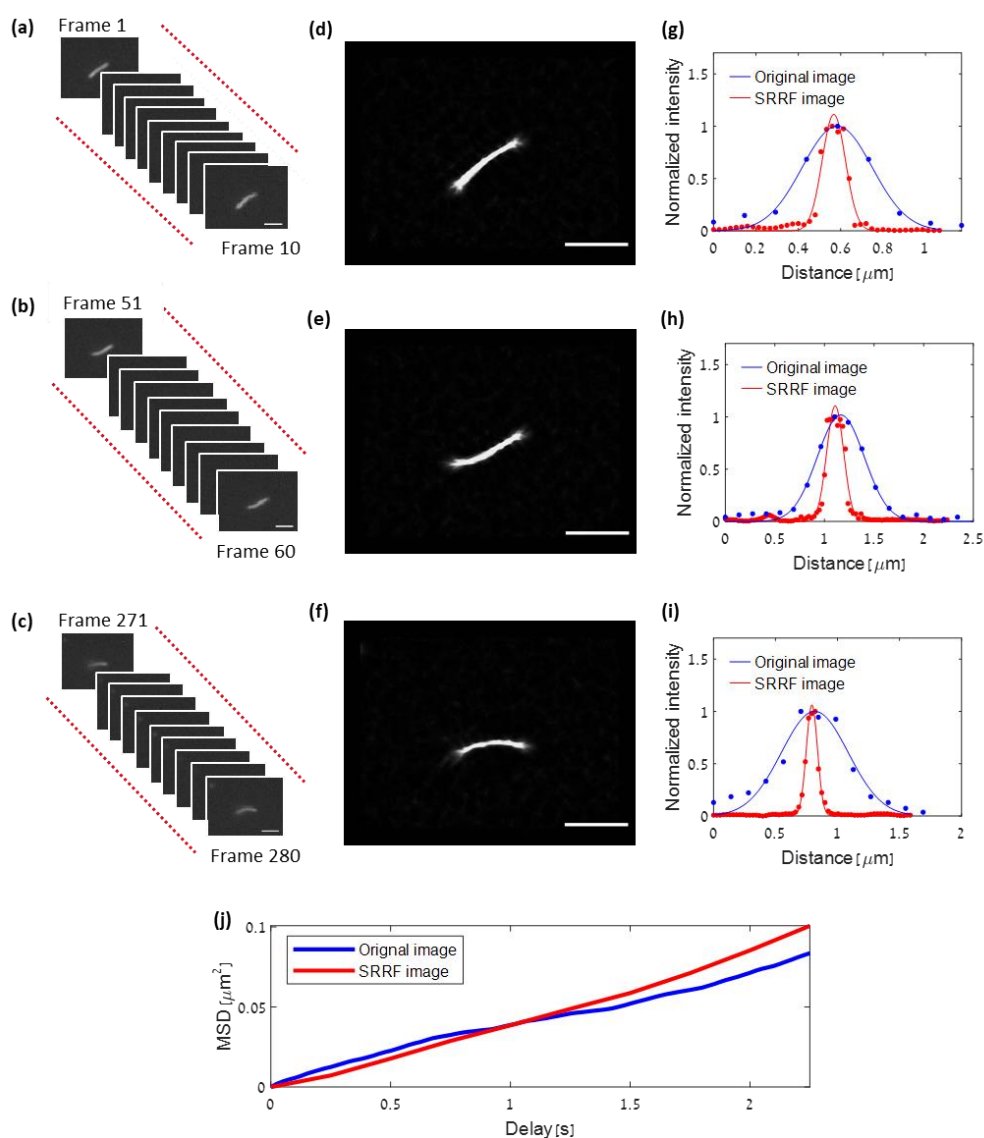 (a)
Frame 1
Frame 10
(d)
(g)
Original image
SRRF image
Normalized intensity
1.5
1
0.5
0
0 0.2 0.4 0.6 0.8 1
Distance [μm]
(b)
Frame 51
Frame 60
(e)
(h)
Original image
SRRF image
Normalized intensity
1.5
1
0.5
0
0 0.5 1 1.5 2 2.5
Distance [μm]
(c)
Frame 271
Frame 280
(f)
(i)
Original image
SRRF image
Normalized intensity
1.5
1
0.5
0
0 0.5 1 1.5 2
Distance [μm]
(j)
Orignal image
SRRF image
MSD [μm²]
0.1
0.05
0
0 0.5 1 1.5 2
Delay [s]